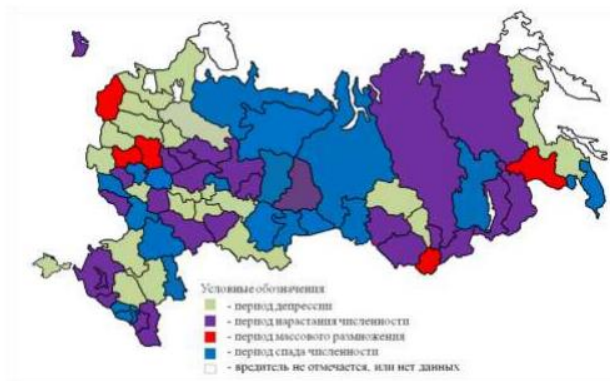 Условные обозначения
- период депрессии
- период нарастания численности
- период массового размножения
- период спада численности
- вредитель не отмечается, или нет данных